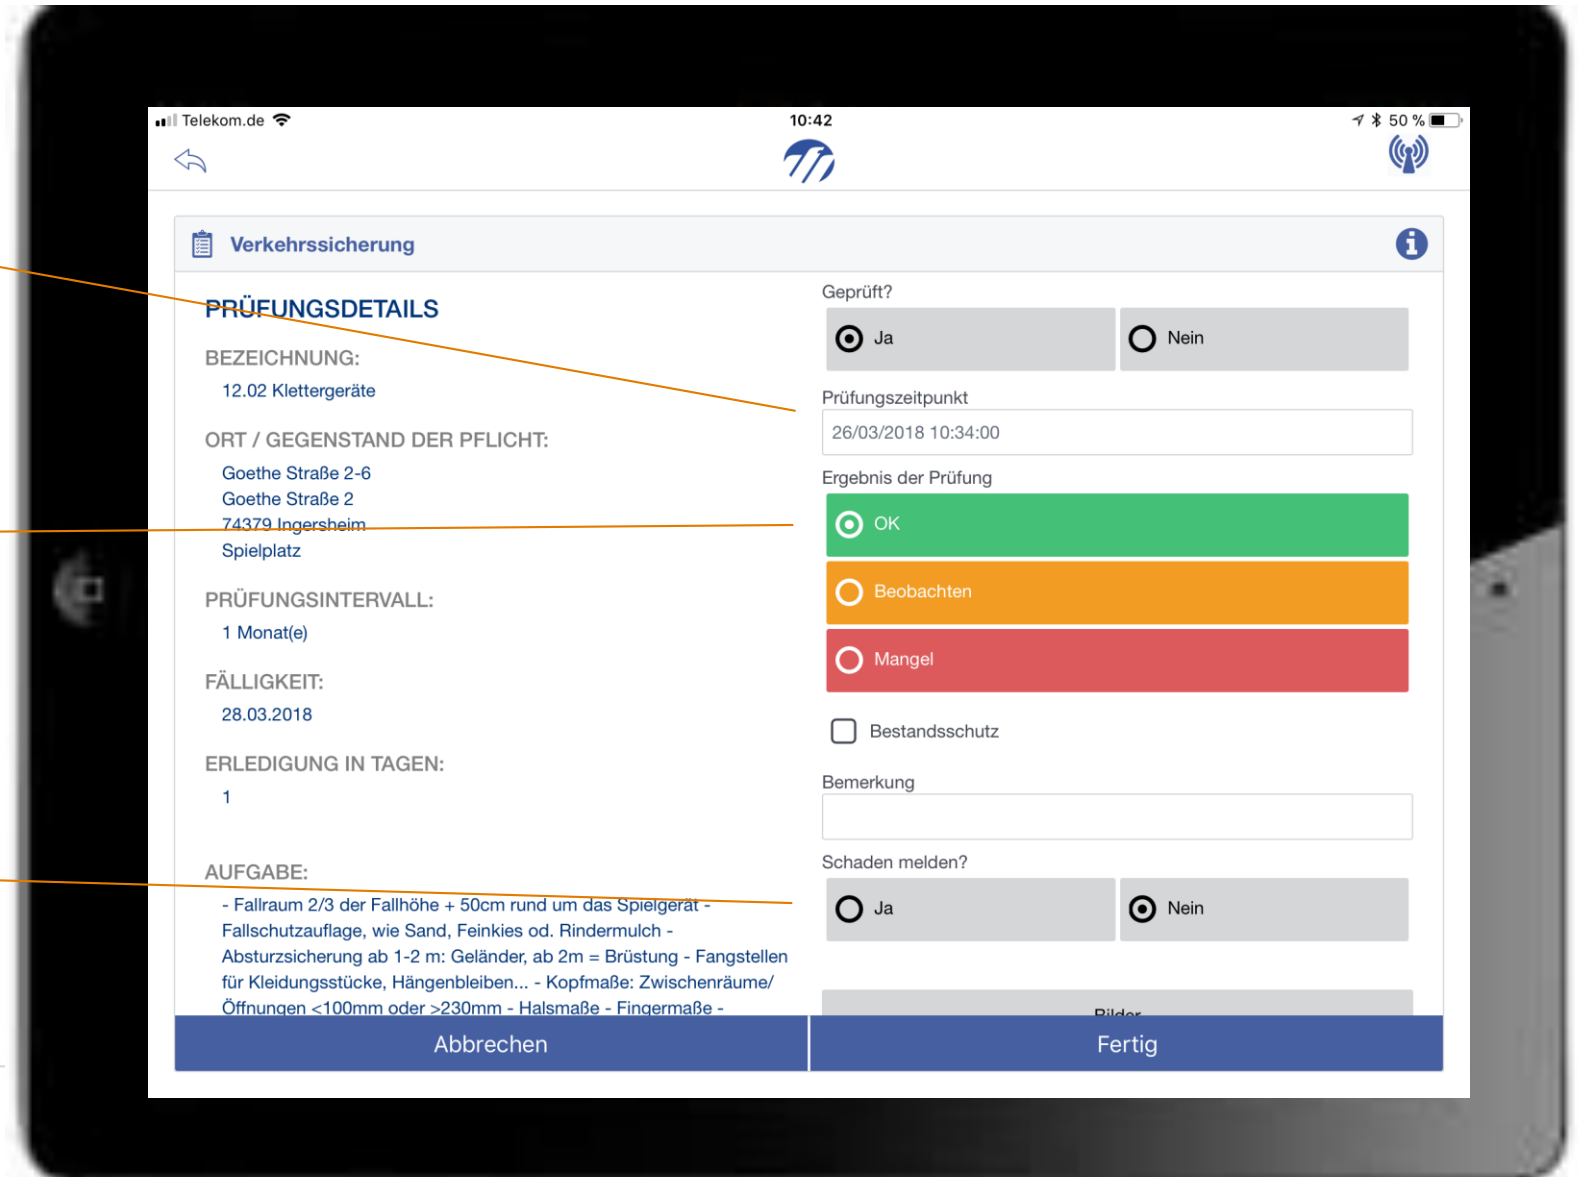 Telekom.de
10:42
50 %
Verkehrssicherung
PRÜFUNGSDETAILS
BEZEICHNUNG:
12.02 Klettergeräte
ORT / GEGENSTAND DER PFLICHT:
Goethe Straße 2-6
Goethe Straße 2
74379 Ingersheim
Spielplatz
PRÜFUNGSINTERVALL:
1 Monat(e)
FÄLLIGKEIT:
28.03.2018
ERLEDIGUNG IN TAGEN:
1
AUFGABE:
- Fallraum 2/3 der Fallhöhe + 50cm rund um das Spielgerät -
Fallschutzauflage, wie Sand, Feinkies od. Rindermulch -
Absturzsicherung ab 1-2 m: Geländer, ab 2m = Brüstung - Fangstellen
für Kleidungsstücke, Hängenbleiben... - Kopfmaße: Zwischenräume/
Öffnungen <100mm oder >230mm - Halsmaße - Fingermaße -
Geprüft?
Ja
Nein
Prüfungszeitpunkt
26/03/2018 10:34:00
Ergebnis der Prüfung
OK
Beobachten
Mangel
Bestandsschutz
Bemerkung
Schaden melden?
Ja
Nein
Bilder
Abbrechen
Fertig